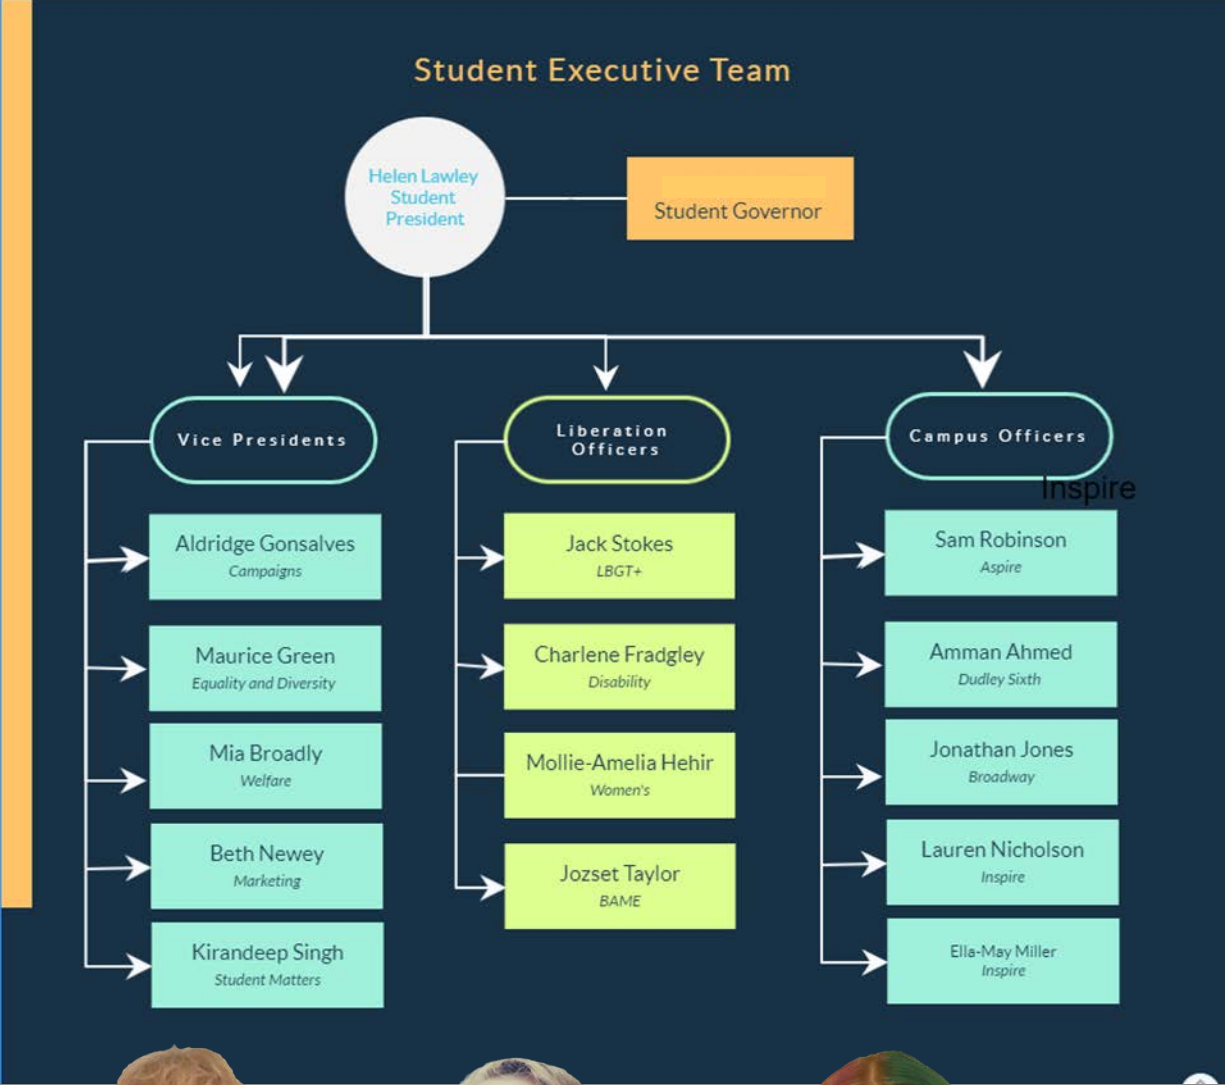 Student Executive Team
Helen Lawley
Student
President
Student Governor
Vice Presidents
Liberation
Officers
Campus Officers
Inspire
Aldridge Gonsalves
Campaigns
Maurice Green
Equality and Diversity
Mia Broadly
Welfare
Beth Newey
Marketing
Kirandeep Singh
Student Matters
Jack Stokes
LBGT+
Charlene Fradgley
Disability
Mollie-Amelia Hehir
Women's
Jozset Taylor
BAME
Sam Robinson
Aspire
Amman Ahmed
Dudley Sixth
Jonathan Jones
Broadway
Lauren Nicholson
Inspire
Ella-May Miller
Inspire